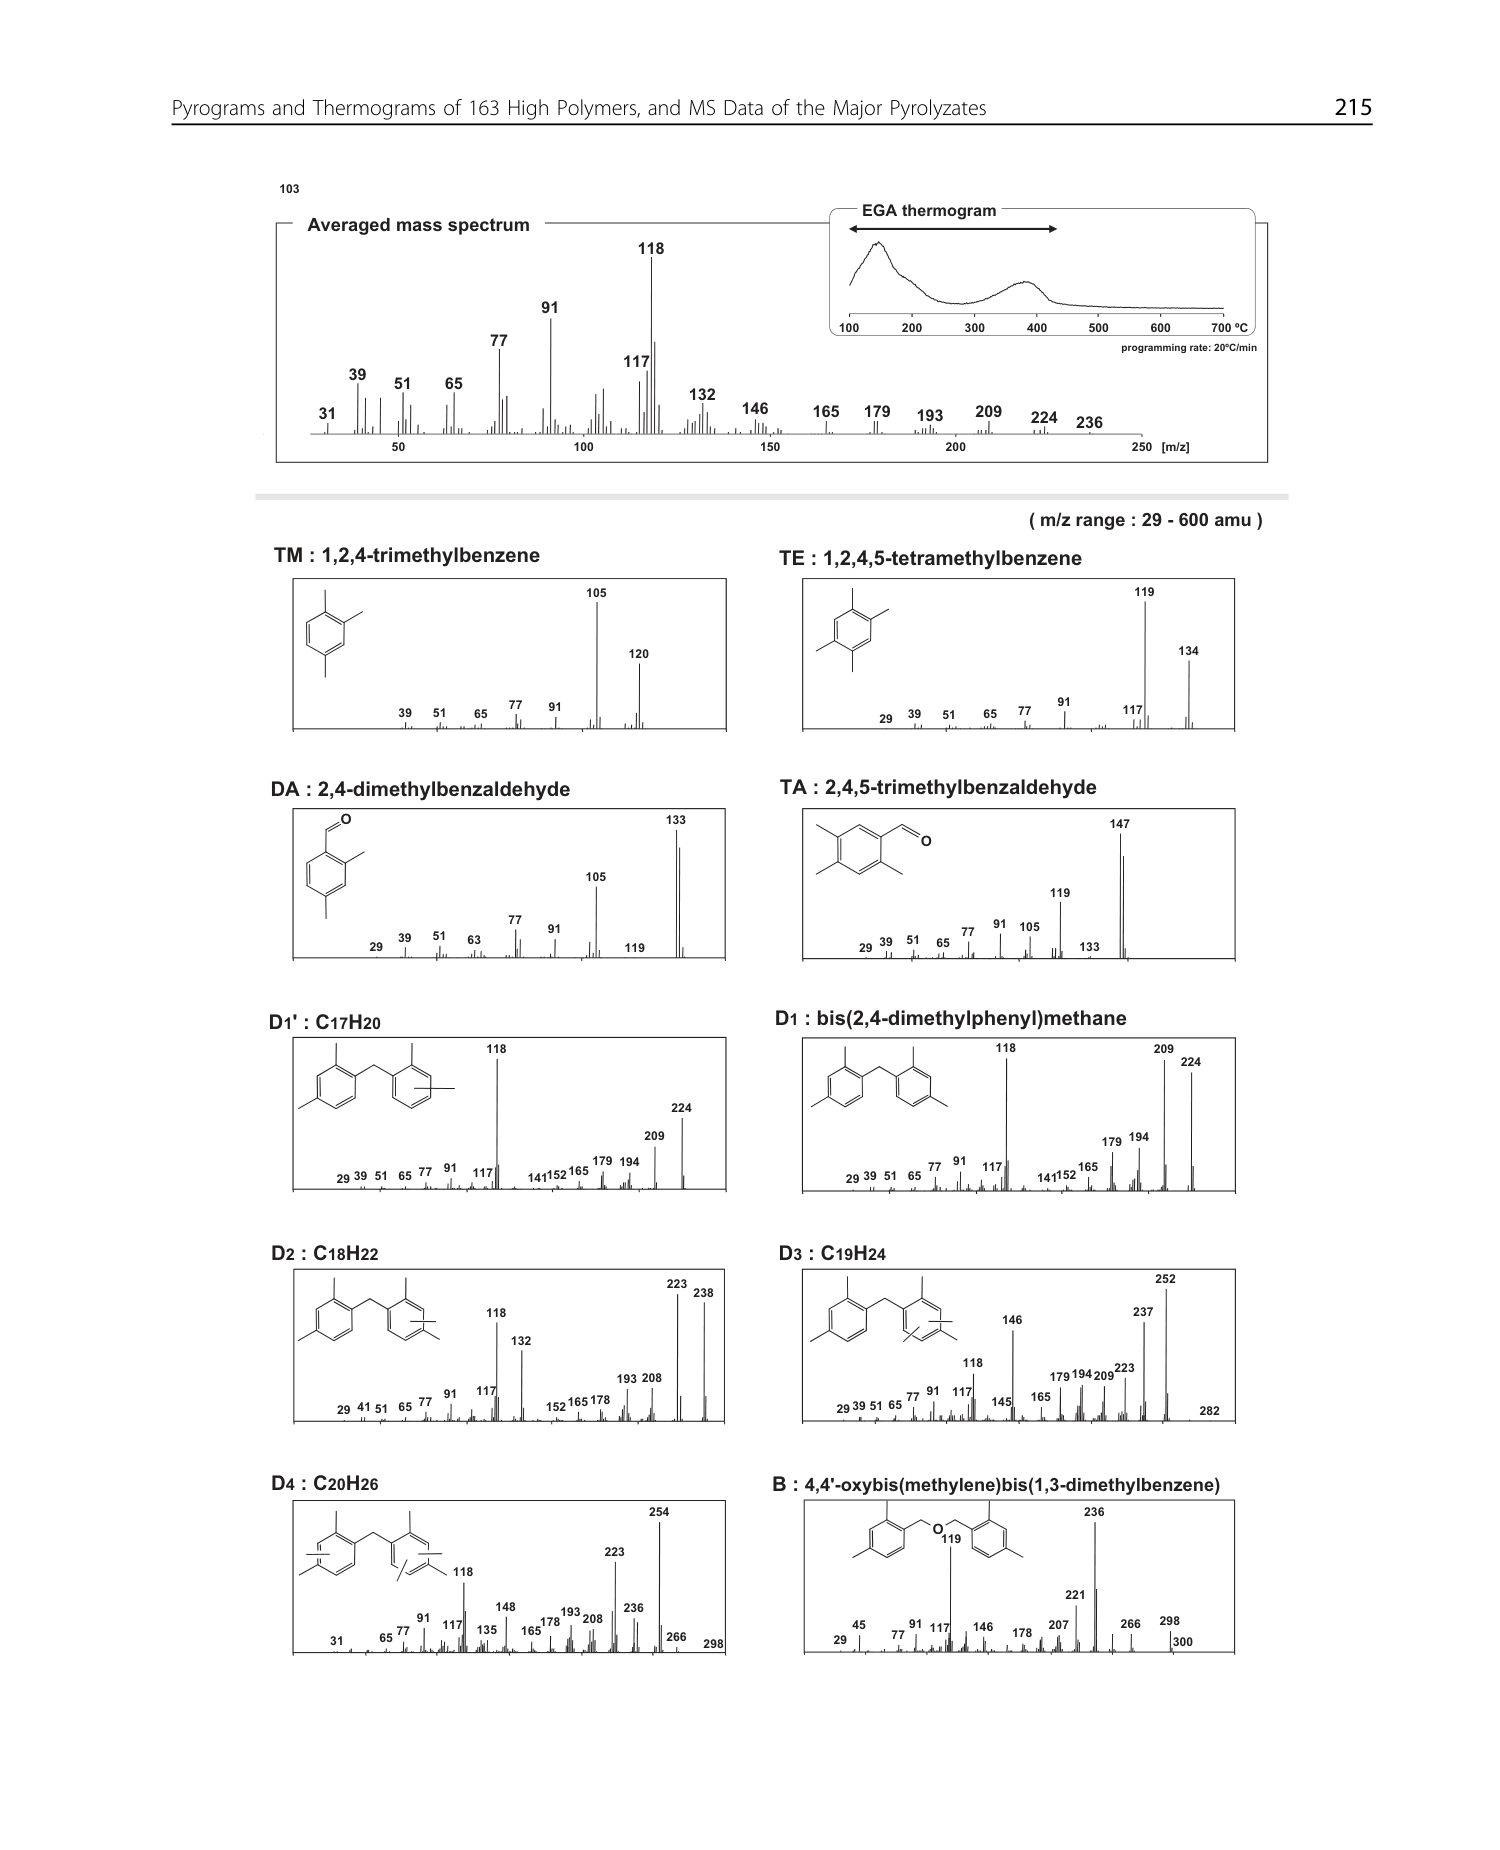 Pyrograms and Thermograms of 163 High Polymers, and MS Data of the Major Pyrolyzates 215
103
Averaged mass spectrum
EGA thermogram
100 200 300 400 500 600 700 ºC
programming rate: 20ºC/min
31 39 51 65 77 91 117 118 132 146 165 179 193 209 224 236
50 100 150 200 250 [m/z]
( m/z range : 29 - 600 amu )
TM : 1,2,4-trimethylbenzene
39 51 65 77 91 105 120
TE : 1,2,4,5-tetramethylbenzene
29 39 51 65 77 91 117 119 134
DA : 2,4-dimethylbenzaldehyde
O
29 39 51 63 77 91 105 119 133
TA : 2,4,5-trimethylbenzaldehyde
O
29 39 51 65 77 91 105 119 133 147
D1' : C17H20
29 39 51 65 77 91 117 118 141 152 165 179 194 209 224
D1 : bis(2,4-dimethylphenyl)methane
29 39 51 65 77 91 117 118 141 152 165 179 194 209 224
D2 : C18H22
29 41 51 65 77 91 117 118 132 152 165 178 193 208 223 238
D3 : C19H24
29 39 51 65 77 91 117 118 145 146 165 179 194 209 223 237 252 282
D4 : C20H26
31 65 77 91 117 118 135 148 165 178 193 208 223 236 254 266 298
B : 4,4'-oxybis(methylene)bis(1,3-dimethylbenzene)
O
29 45 77 91 117 119 146 178 207 221 236 266 298 300